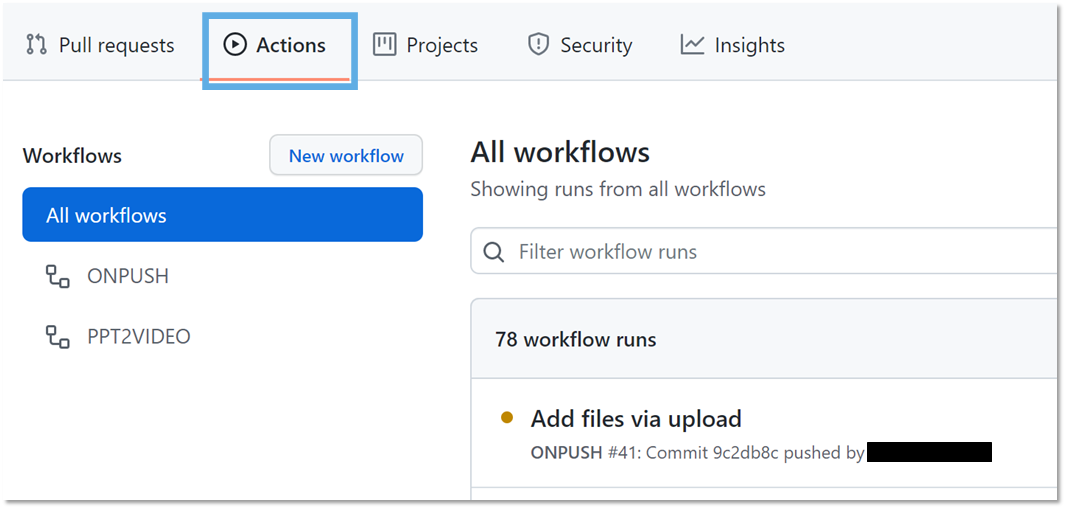 Pull requests Actions Projects Security Insights
Workflows
New workflow
All workflows
ONPUSH
PPT2VIDEO
All workflows
Showing runs from all workflows
Filter workflow runs
78 workflow runs
Add files via upload
ONPUSH #41: Commit 9c2db8c pushed by